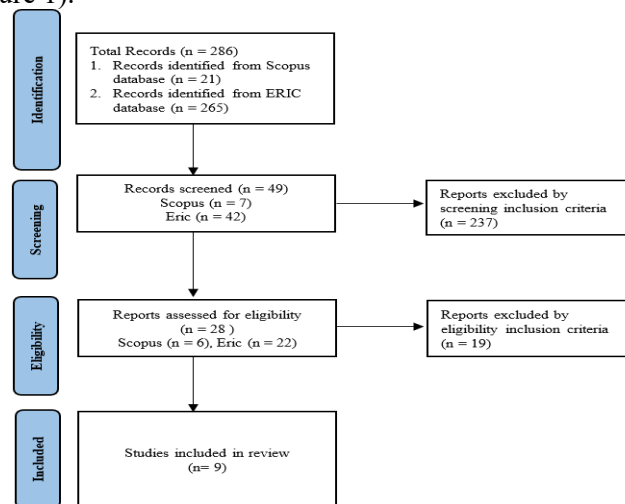 ure 1).
Identification
Total Records (n = 286)
1. Records identified from Scopus
database (n = 21)
2. Records identified from ERIC
database (n = 265)
Screening
Records screened (n = 49)
Scopus (n = 7)
Eric (n = 42)
Reports excluded by
screening inclusion criteria
(n = 237)
Eligibility
Reports assessed for eligibility
(n = 28 )
Scopus (n = 6), Eric (n = 22)
Reports excluded by
eligibility inclusion criteria
(n = 19)
Included
Studies included in review
(n= 9)